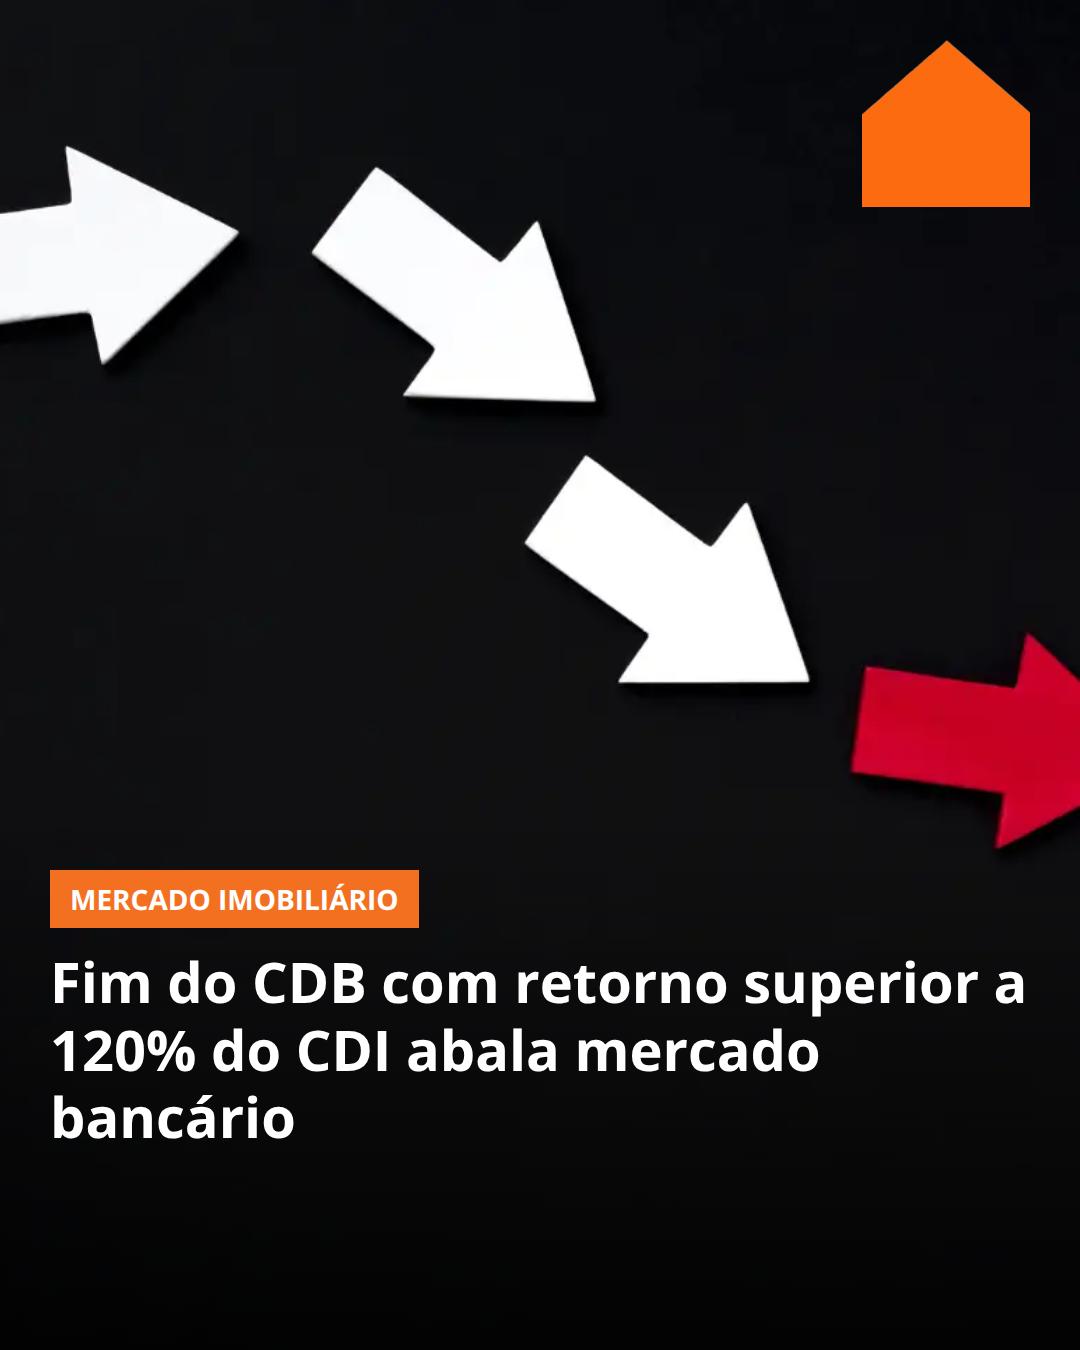 MERCADO IMOBILIÁRIO
Fim do CDB com retorno superior a
120% do CDI abala mercado
bancário